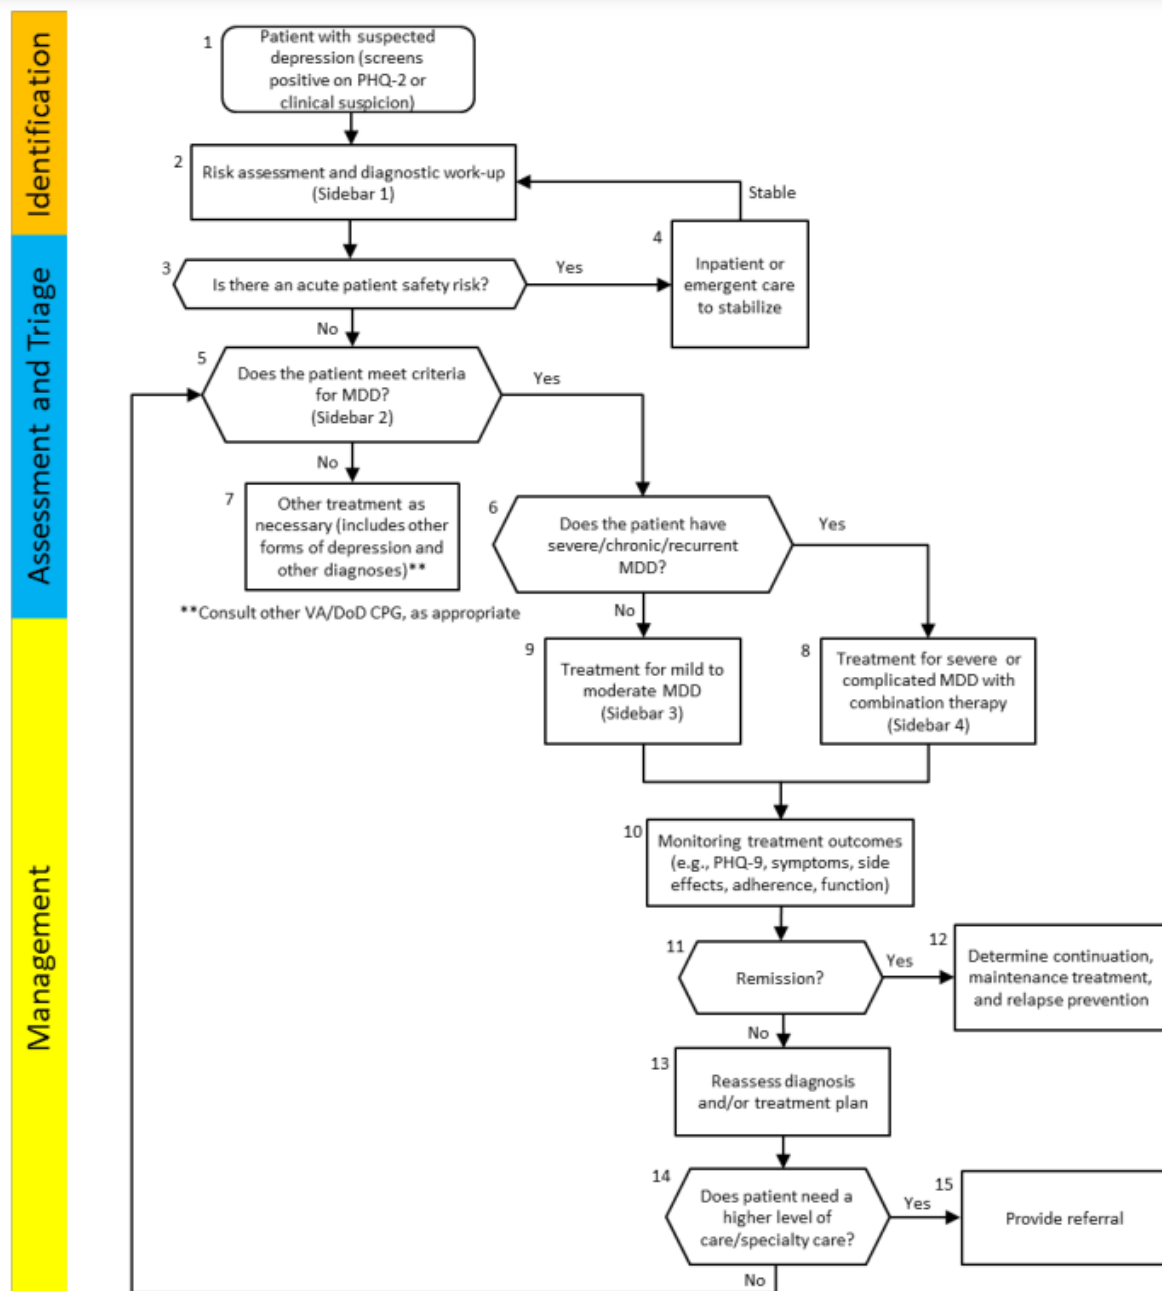 Identification
1
Patient with suspected
depression (screens
positive on PHQ-2 or
clinical suspicion)
2
Risk assessment and diagnostic work-up
(Sidebar 1)
Stable
Assessment and Triage
3
Is there an acute patient safety risk?
Yes
4
Inpatient or
emergent care
to stabilize
No
5
Does the patient meet criteria
for MDD?
(Sidebar 2)
Yes
No
7
Other treatment as
necessary (includes other
forms of depression and
other diagnoses)**
**Consult other VA/DoD CPG, as appropriate
6
Does the patient have
severe/chronic/recurrent
MDD?
Yes
No
Management
9
Treatment for mild to
moderate MDD
(Sidebar 3)
8
Treatment for severe or
complicated MDD with
combination therapy
(Sidebar 4)
10
Monitoring treatment outcomes
(e.g., PHQ-9, symptoms, side
effects, adherence, function)
11
Remission?
Yes
12
Determine continuation,
maintenance treatment,
and relapse prevention
No
13
Reassess diagnosis
and/or treatment plan
14
Does patient need a
higher level of
care/specialty care?
Yes
15
Provide referral
No